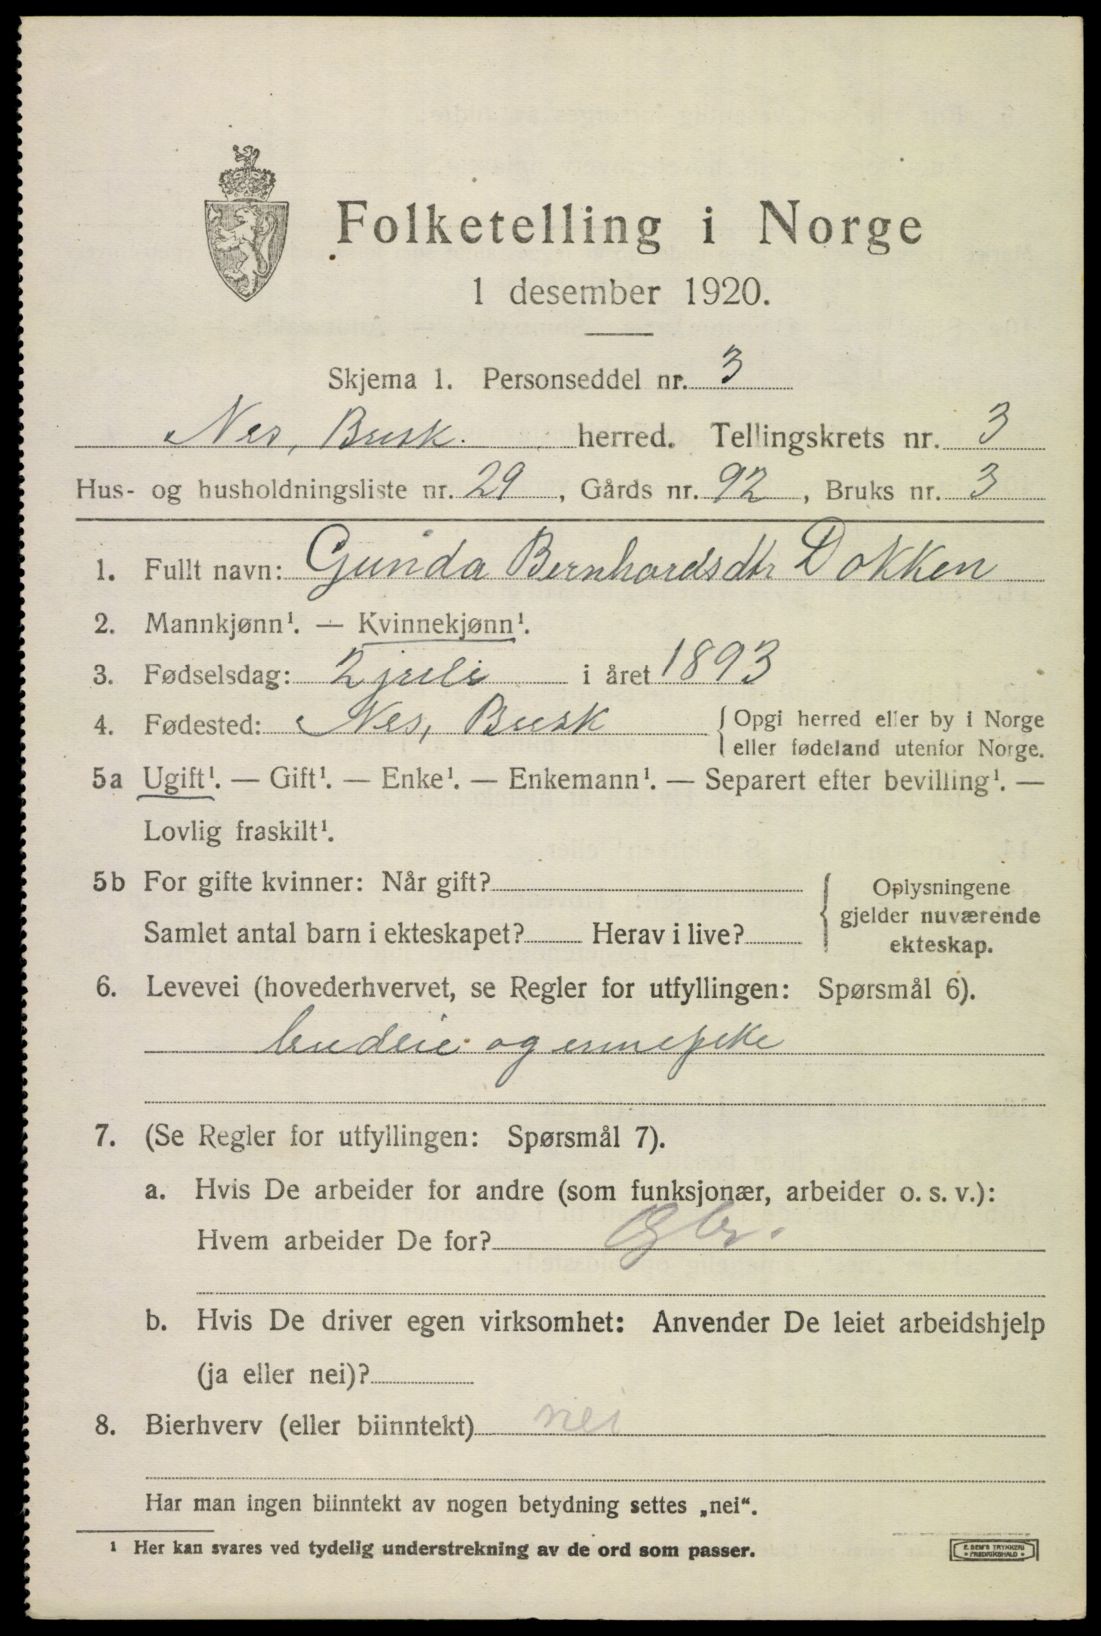 Folketelling i Norge
1 desember 1920.
Skjema 1. Personseddel nr. 3
Nes, Busk. herred. Tellingskrets nr. 3
Hus- og husholdningsliste nr. 29, Gårds nr. 92, Bruks nr. 3
1. Fullt navn: Gunda Bernhardsdtr Dokken
2. Mannkjønn¹. — Kvinnekjønn¹.
3. Fødselsdag: 2 juli i året 1893
4. Fødested: Nes, Busk { Opgi herred eller by i Norge
eller fødeland utenfor Norge.
5a Ugift¹. — Gift¹. — Enke¹. — Enkemann¹. — Separert efter bevilling¹. —
Lovlig fraskilt¹.
5b For gifte kvinner: Når gift?
Samlet antal barn i ekteskapet? Herav i live?
{ Oplysningene
gjelder nuværende
ekteskap.
6. Levevei (hovederhvervet, se Regler for utfyllingen: Spørsmål 6).
budeie og
7. (Se Regler for utfyllingen: Spørsmål 7).
a. Hvis De arbeider for andre (som funksjonær, arbeider o. s. v.):
Hvem arbeider De for?
b. Hvis De driver egen virksomhet: Anvender De leiet arbeidshjelp
(ja eller nei)?
8. Bierhverv (eller biinntekt) nei
Har man ingen biinntekt av nogen betydning settes „nei“.
¹ Her kan svares ved tydelig understrekning av de ord som passer.
E. SEM'S TRYKKERI
FREDRIKSHALD